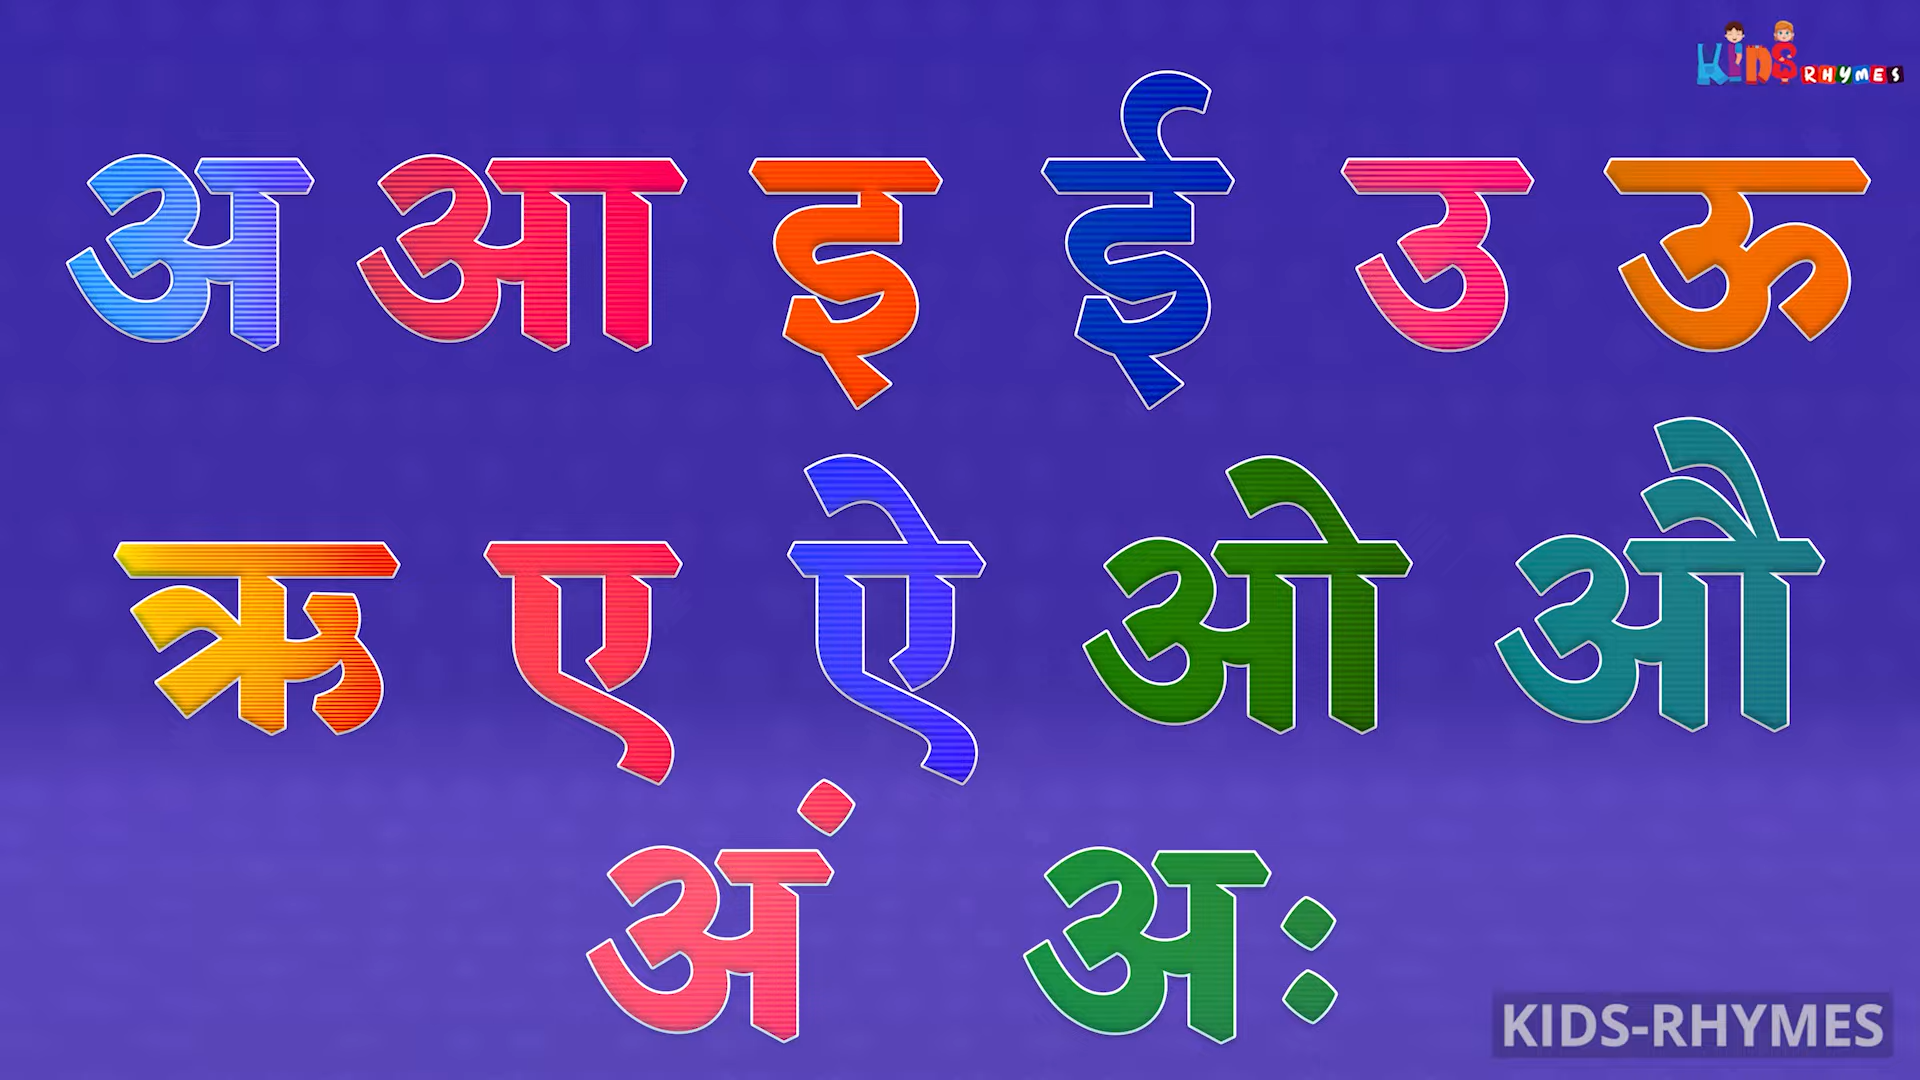 KIDS RHYMES
अ आ इ ई उ ऊ
ऋ ए ऐ ओ औ
अं अः
KIDS-RHYMES